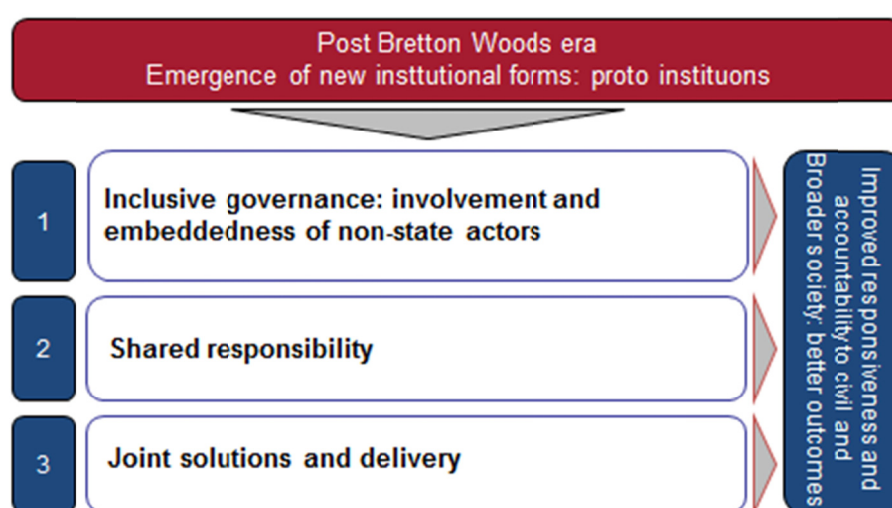 Post Bretton Woods era
Emergence of new insttutional forms: proto instituons
1
Inclusive governance: involvement and
embeddedness of non-state actors
2
Shared responsibility
3
Joint solutions and delivery
Improved responsiveness and
accountability to civil and
Broader society: better outcomes